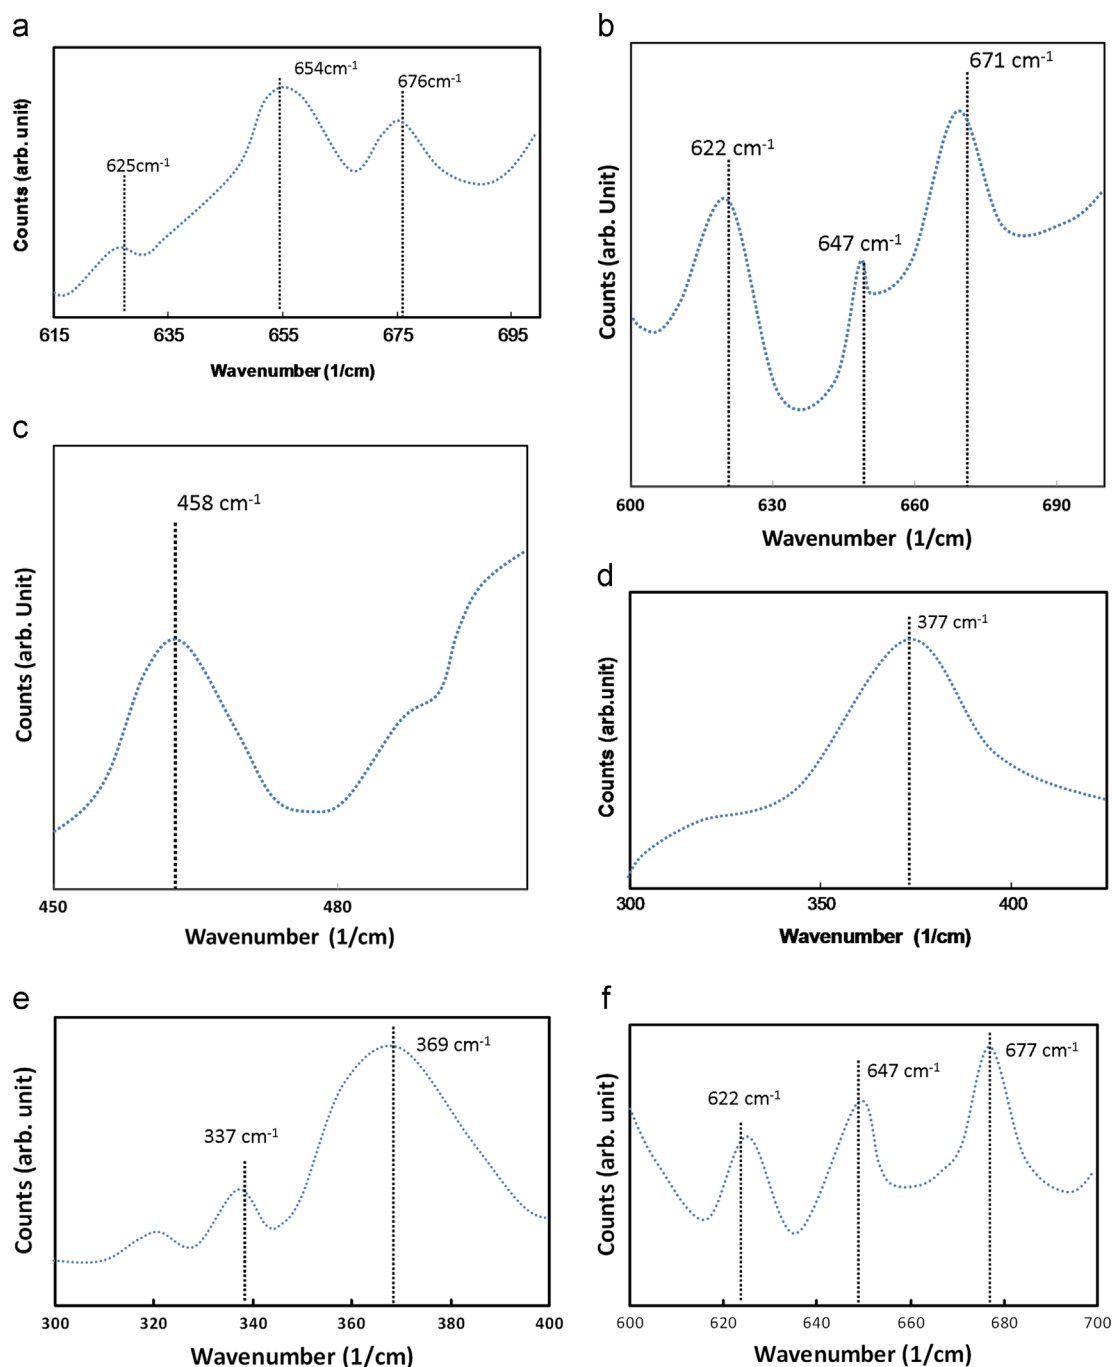 a
Counts (arb. unit)
654cm-1
676cm-1
625cm-1
615 635 655 675 695
Wavenumber (1/cm)
b
Counts (arb. Unit)
671 cm-1
622 cm-1
647 cm-1
600 630 660 690
Wavenumber (1/cm)
c
Counts (arb. Unit)
458 cm-1
450 480
Wavenumber (1/cm)
d
Counts (arb.unit)
377 cm-1
300 350 400
Wavenumber (1/cm)
e
Counts (arb. unit)
369 cm-1
337 cm-1
300 320 340 360 380 400
Wavenumber (1/cm)
f
Counts (arb. unit)
677 cm-1
647 cm-1
622 cm-1
600 620 640 660 680 700
Wavenumber (1/cm)